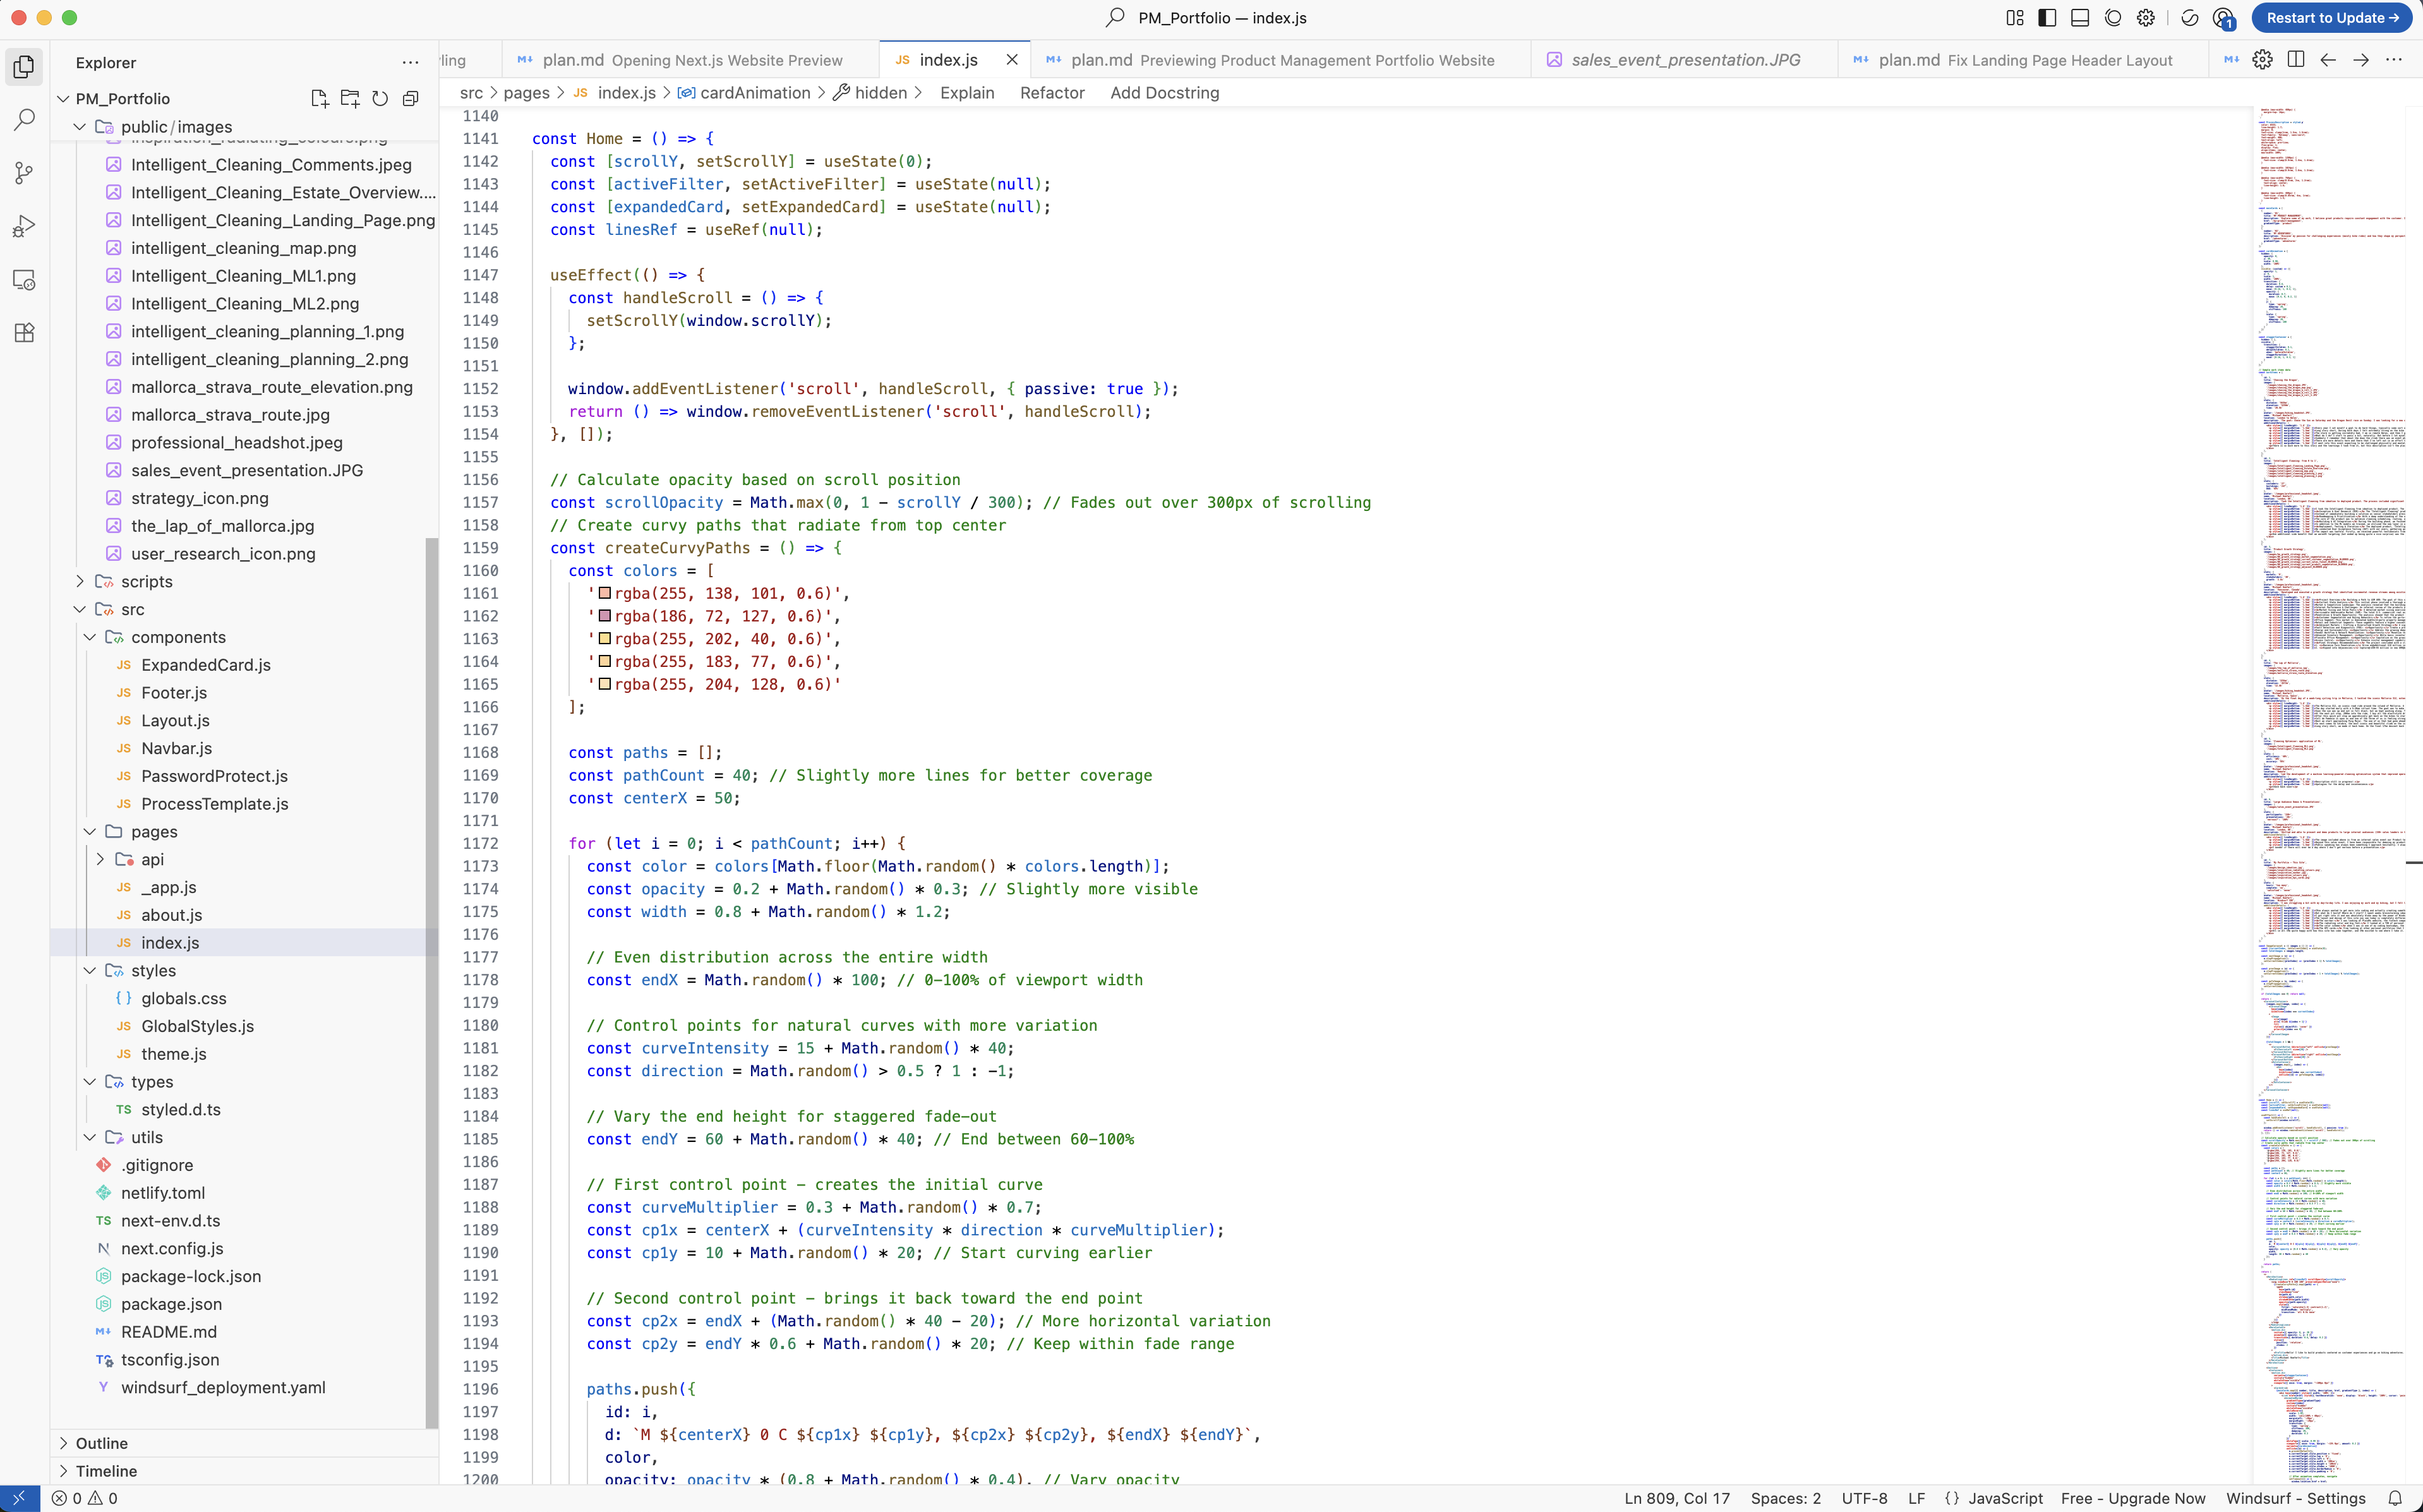 PM_Portfolio — index.js
1
Restart to Update →
Explorer
ling
plan.md Opening Next.js Website Preview
JS index.js
plan.md Previewing Product Management Portfolio Website
sales_event_presentation.JPG
plan.md Fix Landing Page Header Layout
src > pages > JS index.js > cardAnimation > hidden > Explain Refactor Add Docstring
PM_Portfolio
public/images
inspiration_radiating_colours.png
Intelligent_Cleaning_Comments.jpeg
Intelligent_Cleaning_Estate_Overview....
Intelligent_Cleaning_Landing_Page.png
intelligent_cleaning_map.png
Intelligent_Cleaning_ML1.png
Intelligent_Cleaning_ML2.png
intelligent_cleaning_planning_1.png
intelligent_cleaning_planning_2.png
mallorca_strava_route_elevation.png
mallorca_strava_route.jpg
professional_headshot.jpeg
sales_event_presentation.JPG
strategy_icon.png
the_lap_of_mallorca.jpg
user_research_icon.png
scripts
src
components
JS ExpandedCard.js
JS Footer.js
JS Layout.js
JS Navbar.js
JS PasswordProtect.js
JS ProcessTemplate.js
pages
api
JS _app.js
JS about.js
JS index.js
styles
{ } globals.css
JS GlobalStyles.js
JS theme.js
types
TS styled.d.ts
utils
.gitignore
netlify.toml
TS next-env.d.ts
N next.config.js
package-lock.json
package.json
README.md
tsconfig.json
Y windsurf_deployment.yaml
Outline
Timeline
1140
1141 const Home = () => {
1142 const [scrollY, setScrollY] = useState(0);
1143 const [activeFilter, setActiveFilter] = useState(null);
1144 const [expandedCard, setExpandedCard] = useState(null);
1145 const linesRef = useRef(null);
1146
1147 useEffect(() => {
1148 const handleScroll = () => {
1149 setScrollY(window.scrollY);
1150 };
1151
1152 window.addEventListener('scroll', handleScroll, { passive: true });
1153 return () => window.removeEventListener('scroll', handleScroll);
1154 }, []);
1155
1156 // Calculate opacity based on scroll position
1157 const scrollOpacity = Math.max(0, 1 - scrollY / 300); // Fades out over 300px of scrolling
1158 // Create curvy paths that radiate from top center
1159 const createCurvyPaths = () => {
1160 const colors = [
1161 'rgba(255, 138, 101, 0.6)',
1162 'rgba(186, 72, 127, 0.6)',
1163 'rgba(255, 202, 40, 0.6)',
1164 'rgba(255, 183, 77, 0.6)',
1165 'rgba(255, 204, 128, 0.6)'
1166 ];
1167
1168 const paths = [];
1169 const pathCount = 40; // Slightly more lines for better coverage
1170 const centerX = 50;
1171
1172 for (let i = 0; i < pathCount; i++) {
1173 const color = colors[Math.floor(Math.random() * colors.length)];
1174 const opacity = 0.2 + Math.random() * 0.3; // Slightly more visible
1175 const width = 0.8 + Math.random() * 1.2;
1176
1177 // Even distribution across the entire width
1178 const endX = Math.random() * 100; // 0-100% of viewport width
1179
1180 // Control points for natural curves with more variation
1181 const curveIntensity = 15 + Math.random() * 40;
1182 const direction = Math.random() > 0.5 ? 1 : -1;
1183
1184 // Vary the end height for staggered fade-out
1185 const endY = 60 + Math.random() * 40; // End between 60-100%
1186
1187 // First control point - creates the initial curve
1188 const curveMultiplier = 0.3 + Math.random() * 0.7;
1189 const cp1x = centerX + (curveIntensity * direction * curveMultiplier);
1190 const cp1y = 10 + Math.random() * 20; // Start curving earlier
1191
1192 // Second control point - brings it back toward the end point
1193 const cp2x = endX + (Math.random() * 40 - 20); // More horizontal variation
1194 const cp2y = endY * 0.6 + Math.random() * 20; // Keep within fade range
1195
1196 paths.push({
1197 id: i,
1198 d: `M ${centerX} 0 C ${cp1x} ${cp1y}, ${cp2x} ${cp2y}, ${endX} ${endY}`,
1199 color,
1200 opacity: opacity * (0.8 + Math.random() * 0.4), // Vary opacity
0 0
Ln 809, Col 17 Spaces: 2 UTF-8 LF { } JavaScript Free - Upgrade Now Windsurf - Settings